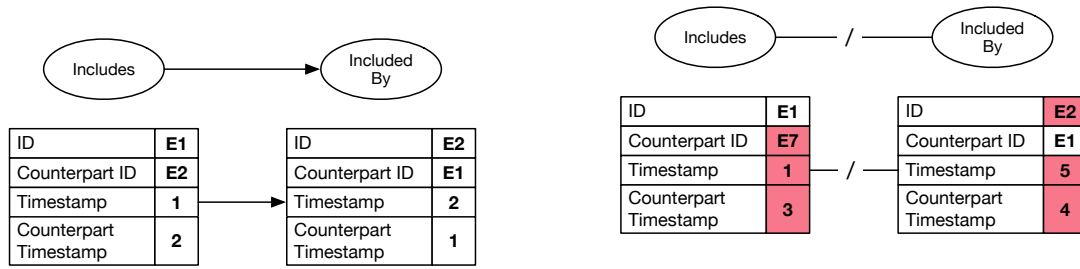 Includes
Included
By
ID E1
Counterpart ID E2
Timestamp 1
Counterpart
Timestamp 2
ID E2
Counterpart ID E1
Timestamp 2
Counterpart
Timestamp 1
Includes
/
Included
By
ID E1
Counterpart ID E7
Timestamp 1
Counterpart
Timestamp 3
/
ID E2
Counterpart ID E1
Timestamp 5
Counterpart
Timestamp 4